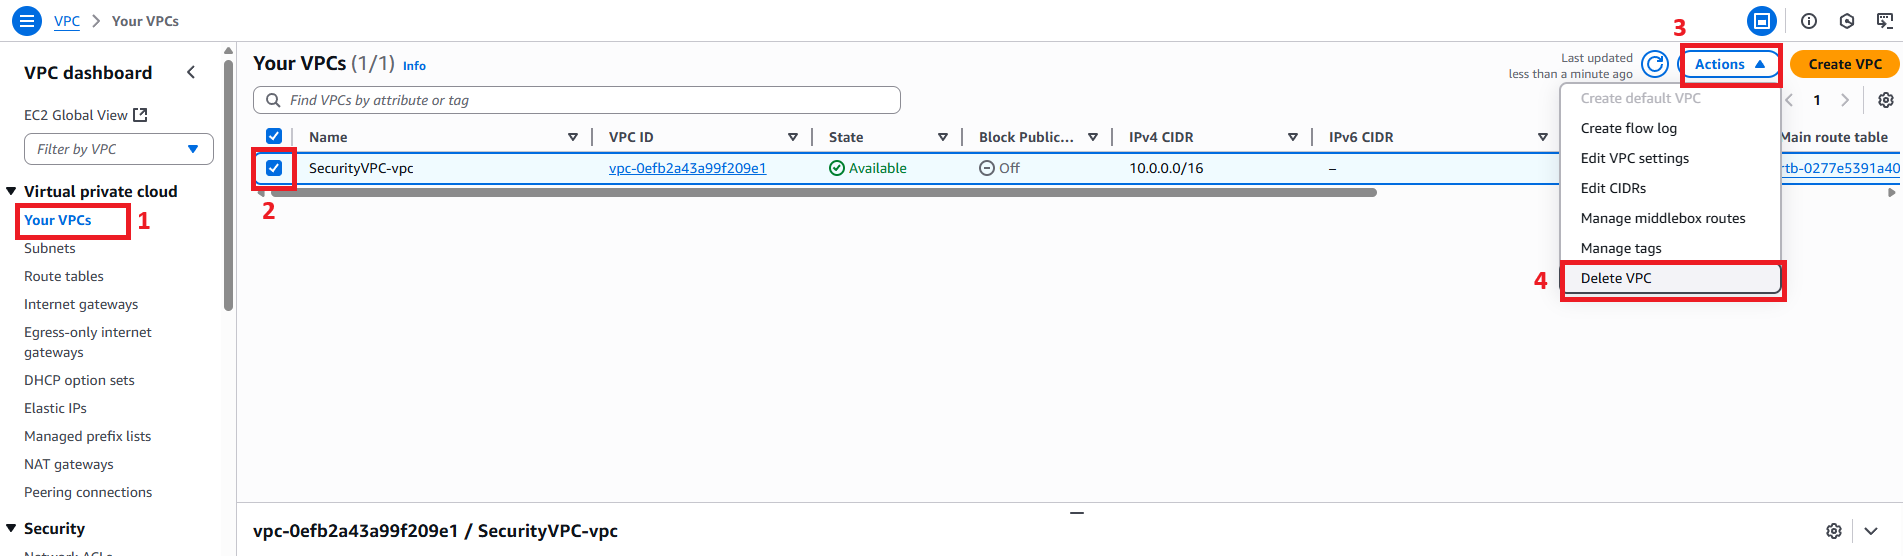 VPC > Your VPCs
VPC dashboard
EC2 Global View
Filter by VPC
Virtual private cloud
Your VPCs 1
Subnets
Route tables
Internet gateways
Egress-only internet
gateways
DHCP option sets
Elastic IPs
Managed prefix lists
NAT gateways
Peering connections
Security
Your VPCs (1/1) Info
Last updated
less than a minute ago
3
Actions
Create VPC
Find VPCs by attribute or tag
1
Name VPC ID State Block Public... IPv4 CIDR IPv6 CIDR Main route table
SecurityVPC-vpc vpc-0efb2a43a99f209e1 Available Off 10.0.0.0/16 – rtb-0277e5391a40
2
Create default VPC
Create flow log
Edit VPC settings
Edit CIDRs
Manage middlebox routes
Manage tags
4 Delete VPC
vpc-0efb2a43a99f209e1 / SecurityVPC-vpc